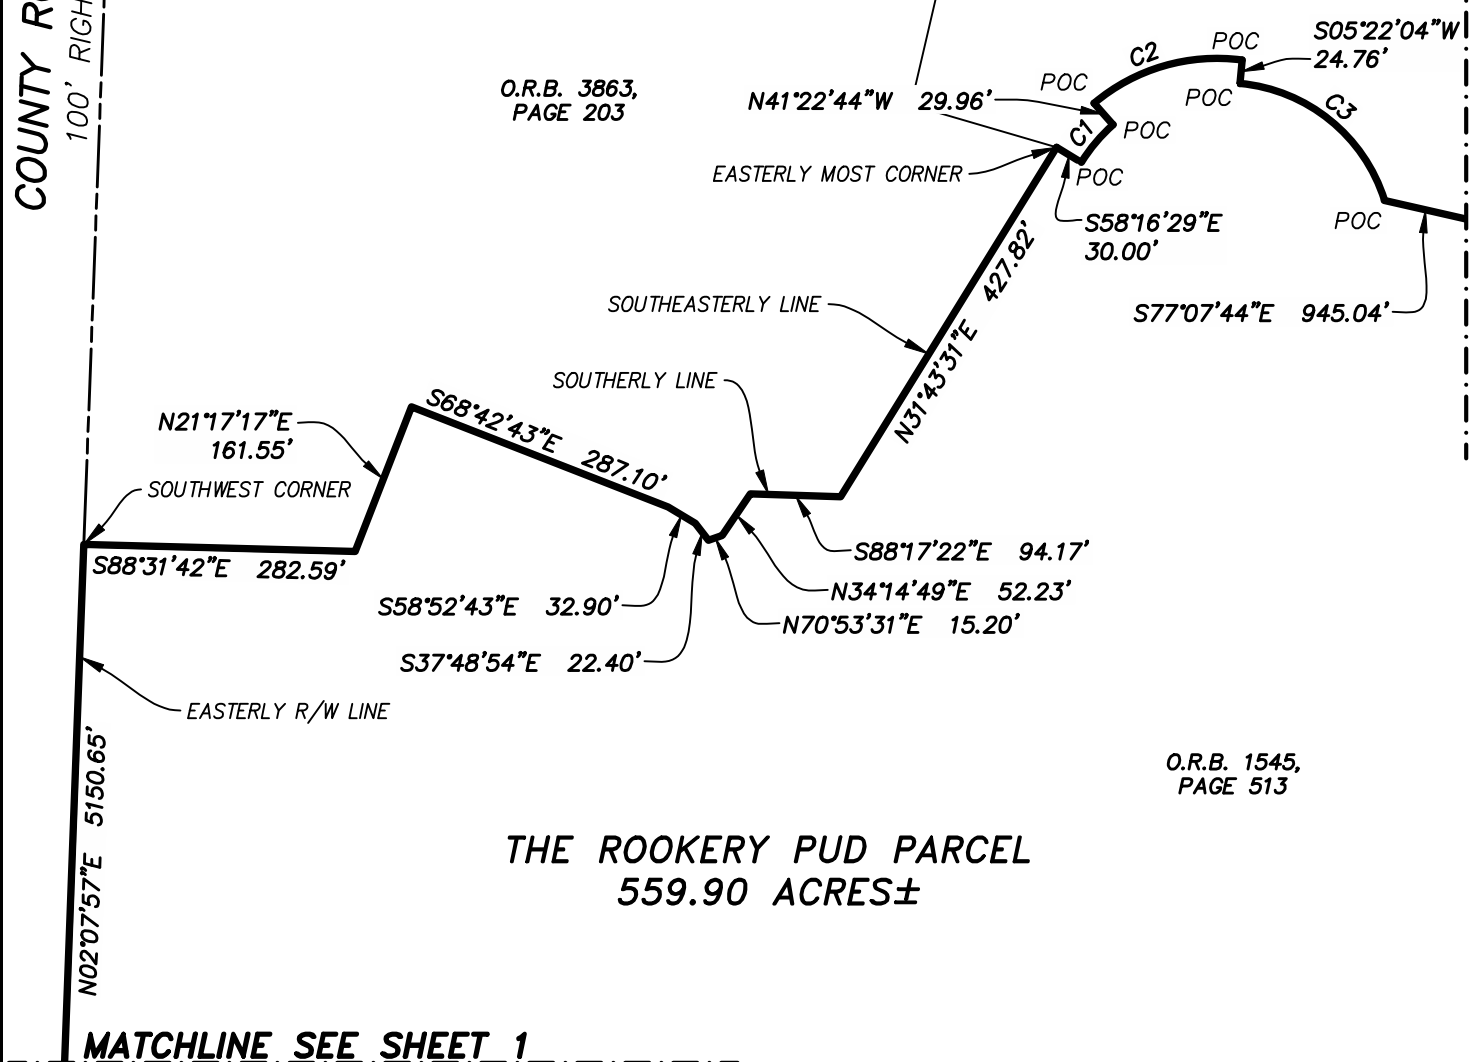 COUNTY
100' RIGH
O.R.B. 3863,
PAGE 203
N41°22'44"W 29.96'
EASTERLY MOST CORNER
POC
C2
POC
S05°22'04"W
24.76'
POC
C3
C1
POC
POC
S58°16'29"E
30.00'
POC
S77°07'44"E 945.04'
SOUTHEASTERLY LINE
N31°43'31"E 427.82'
SOUTHERLY LINE
N21°17'17"E
161.55'
S68°42'43"E 287.10'
SOUTHWEST CORNER
S88°31'42"E 282.59'
S88°17'22"E 94.17'
N34°14'49"E 52.23'
S58°52'43"E 32.90'
N70°53'31"E 15.20'
S37°48'54"E 22.40'
EASTERLY R/W LINE
N02°07'57"E 5150.65'
O.R.B. 1545,
PAGE 513
THE ROOKERY PUD PARCEL
559.90 ACRES±
MATCHLINE SEE SHEET 1